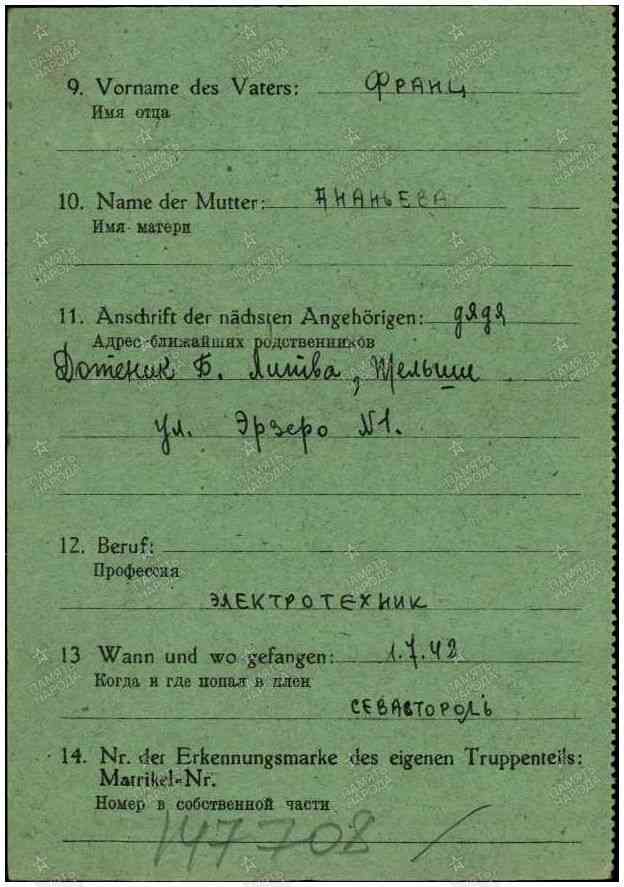 9. Vorname des Vaters: ФРАНЦ
Имя отца
10. Name der Mutter: АНАНЬЕВА
Имя матери
11. Anschrift der nächsten Angehörigen: дядя
Адрес ближайших родственников
Дотеник Б. Литва, Тельши
ул. Эрзеро №1.
12. Beruf:
Профессия
ЭЛЕКТРОТЕХНИК
13 Wann und wo gefangen: 1.7.42
Когда и где попал в плен
СЕВАСТОПОЛЬ
14. Nr. der Erkennungsmarke des eigenen Truppenteils:
Matrikel-Nr.
Номер в собственной части
147708